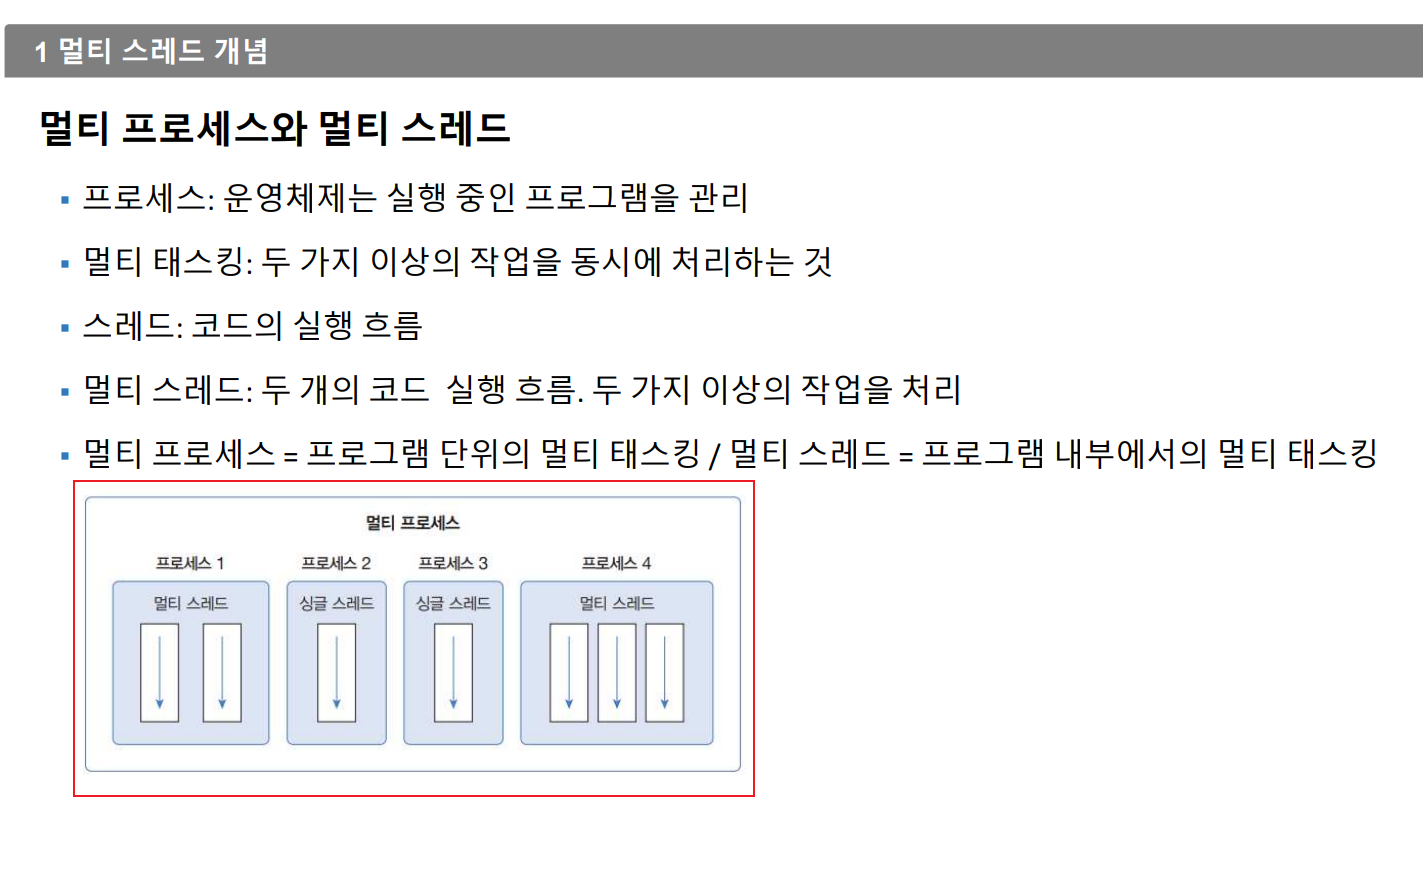 1 멀티 스레드 개념
멀티 프로세스와 멀티 스레드
▪ 프로세스: 운영체제는 실행 중인 프로그램을 관리
▪ 멀티 태스킹: 두 가지 이상의 작업을 동시에 처리하는 것
▪ 스레드: 코드의 실행 흐름
▪ 멀티 스레드: 두 개의 코드 실행 흐름. 두 가지 이상의 작업을 처리
▪ 멀티 프로세스 = 프로그램 단위의 멀티 태스킹 / 멀티 스레드 = 프로그램 내부에서의 멀티 태스킹
멀티 프로세스
프로세스 1 프로세스 2 프로세스 3 프로세스 4
멀티 스레드 싱글 스레드 싱글 스레드 멀티 스레드